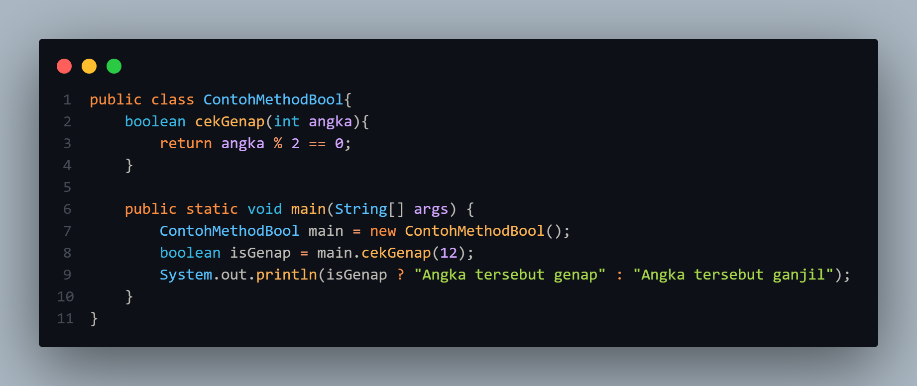 1 public class ContohMethodBool{
2     boolean cekGenap(int angka){
3         return angka % 2 == 0;
4     }
5
6     public static void main(String[] args) {
7         ContohMethodBool main = new ContohMethodBool();
8         boolean isGenap = main.cekGenap(12);
9         System.out.println(isGenap ? "Angka tersebut genap" : "Angka tersebut ganjil");
10     }
11 }